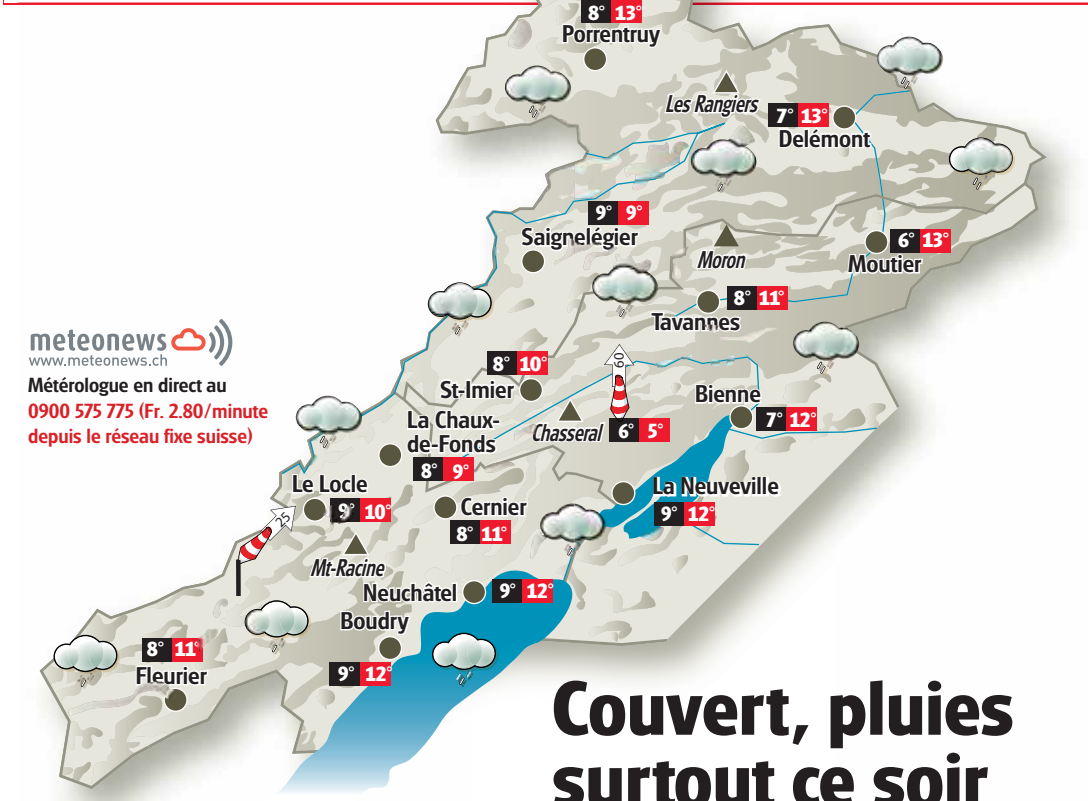 8° 13°
Porrentruy
Les Rangiers
7° 13°
Delémont
9° 9°
Saignelégier
6° 13°
Moutier
Moron
8° 11°
Tavannes
meteonews
www.meteonews.ch
Métérologue en direct au
0900 575 775 (Fr. 2.80/minute
depuis le réseau fixe suisse)
60
8° 10°
St-Imier
Bienne
7° 12°
Chasseral 6° 5°
La Chaux-
de-Fonds
8° 9°
Le Locle
9° 10°
Cernier
8° 11°
La Neuveville
9° 12°
25
Mt-Racine
Neuchâtel 9° 12°
Boudry
9° 12°
8° 11°
Fleurier
Couvert, pluies
surtout ce soir